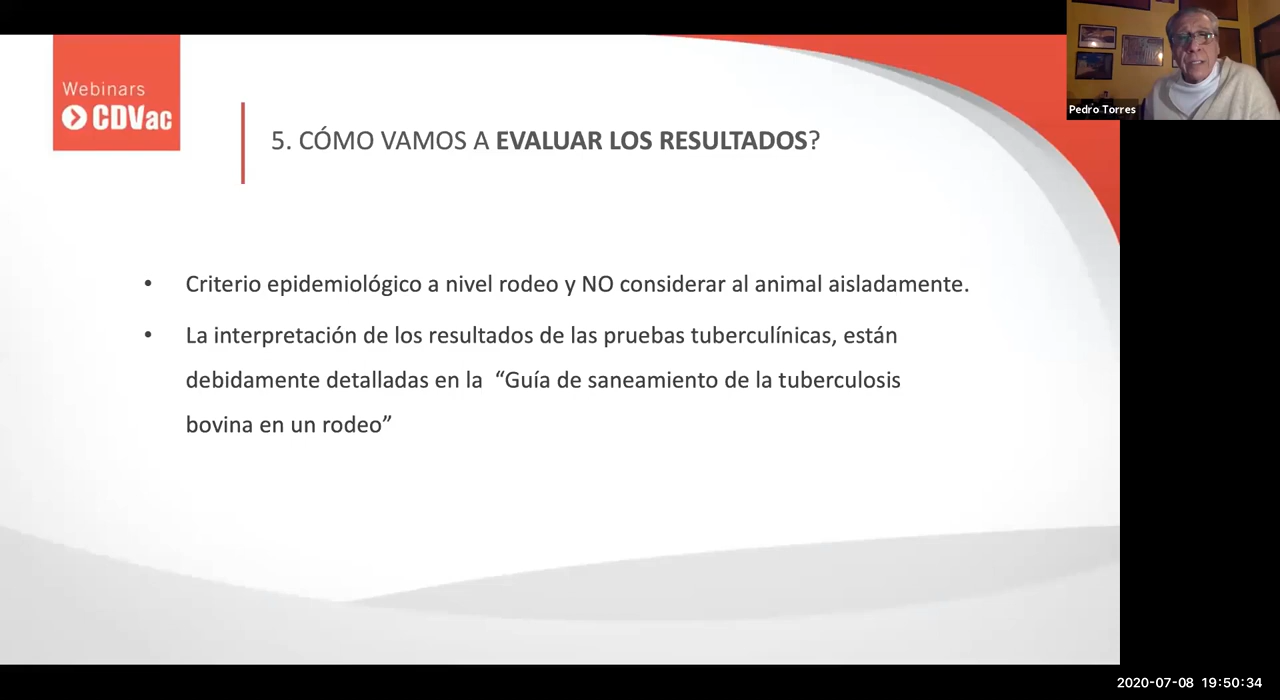 Webinars
CDVac
Pedro Torres
5. CÓMO VAMOS A EVALUAR LOS RESULTADOS?
• Criterio epidemiológico a nivel rodeo y NO considerar al animal aisladamente.
• La interpretación de los resultados de las pruebas tuberculínicas, están
debidamente detalladas en la “Guía de saneamiento de la tuberculosis
bovina en un rodeo”
2020-07-08 19:50:34